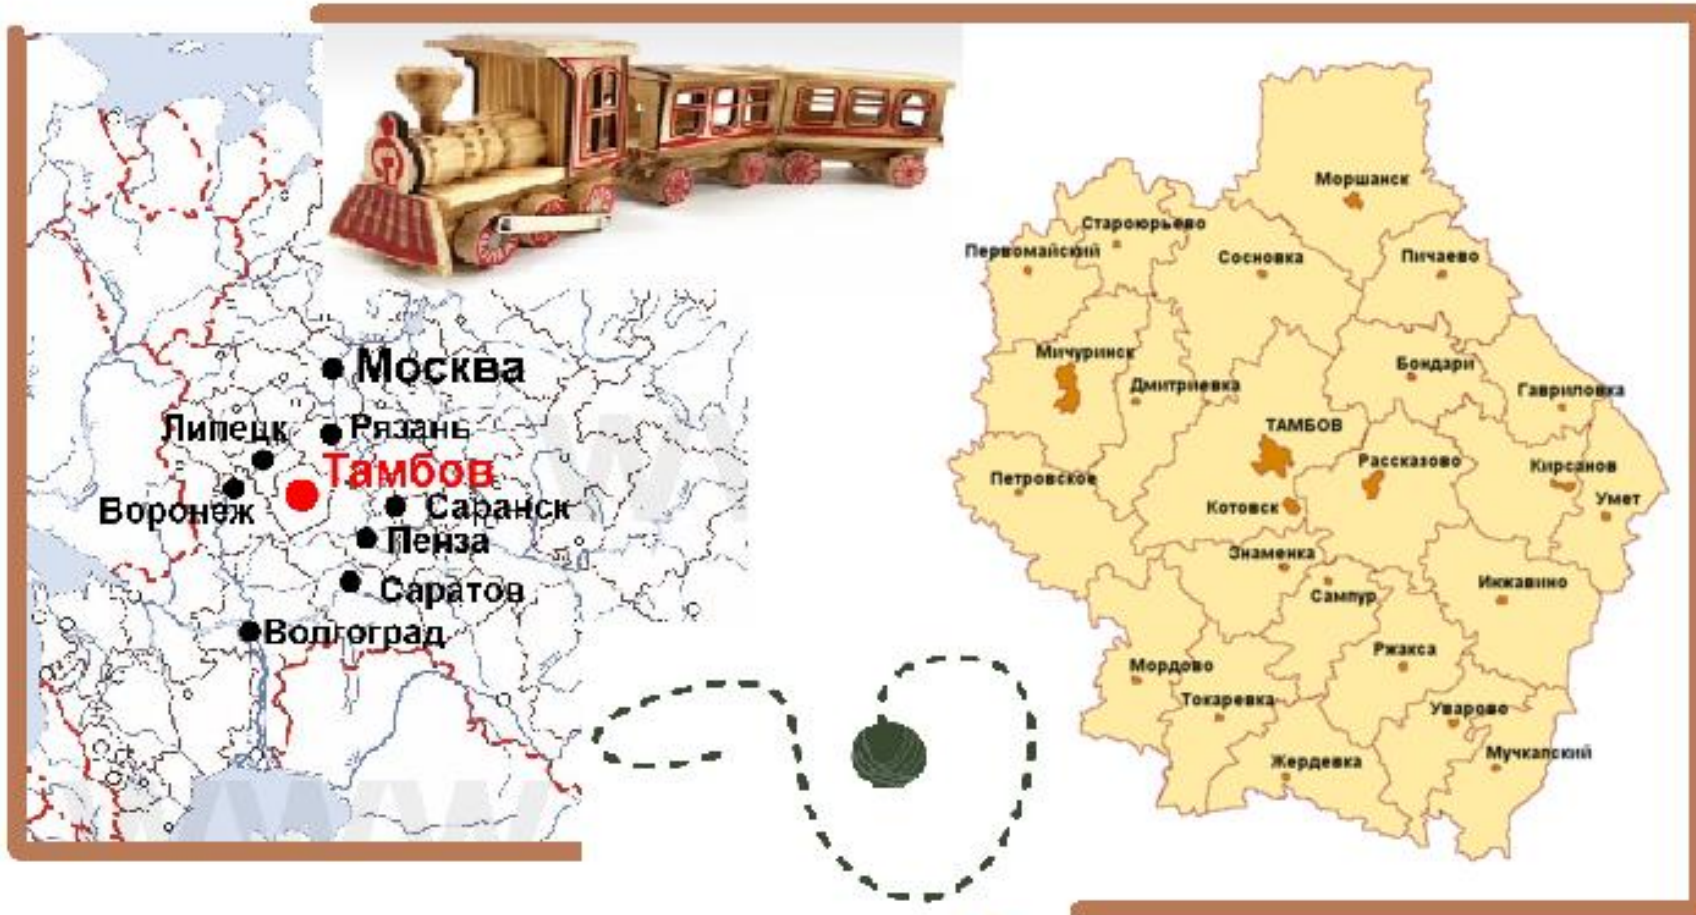 Москва
Липецк
Рязань
Тамбов
Воронеж
Саранск
Пенза
Саратов
Волгоград
Моршанск
Староюрьево
Первомайский
Сосновка
Пичаево
Мичуринск
Дмитриевка
Бондари
Гавриловка
ТАМБОВ
Рассказово
Кирсанов
Петровское
Котовск
Умет
Знаменка
Сампур
Инжавино
Ржакса
Мордово
Токаревка
Уварово
Мучкапский
Жердевка